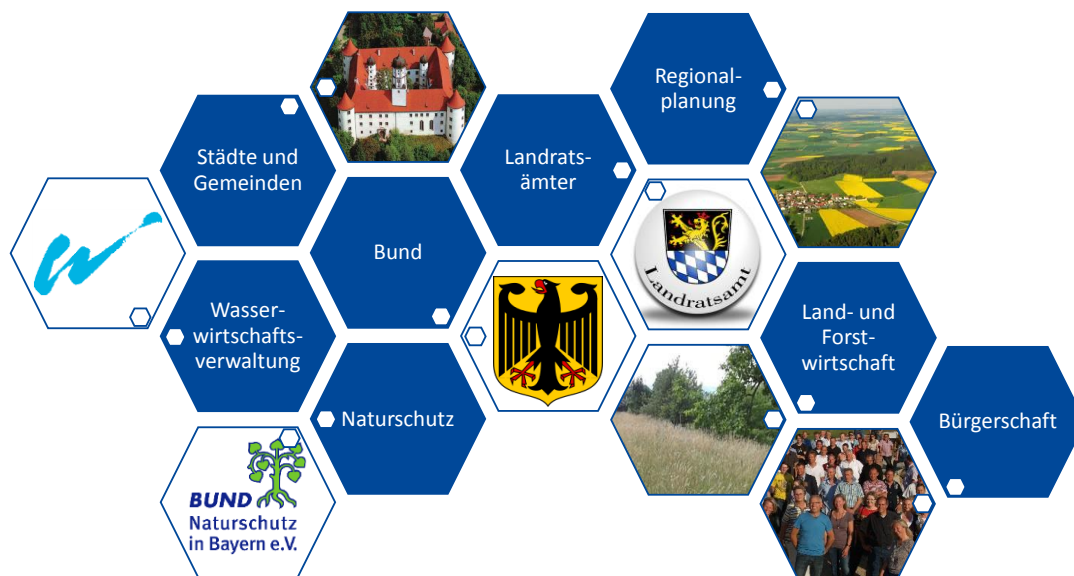 Regional-
planung
Städte und
Gemeinden
Landrats-
ämter
Bund
Landratsamt
Wasser-
wirtschafts-
verwaltung
Land- und
Forst-
wirtschaft
Naturschutz
Bürgerschaft
BUND
Naturschutz
in Bayern e.V.